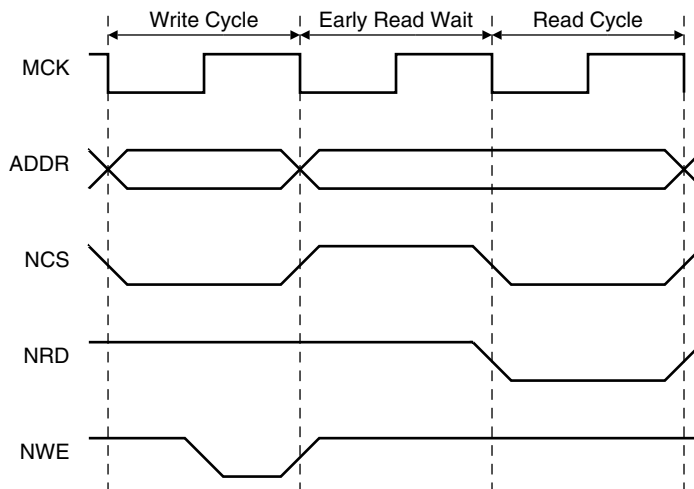 Write Cycle Early Read Wait Read Cycle
MCK
ADDR
NCS
NRD
NWE